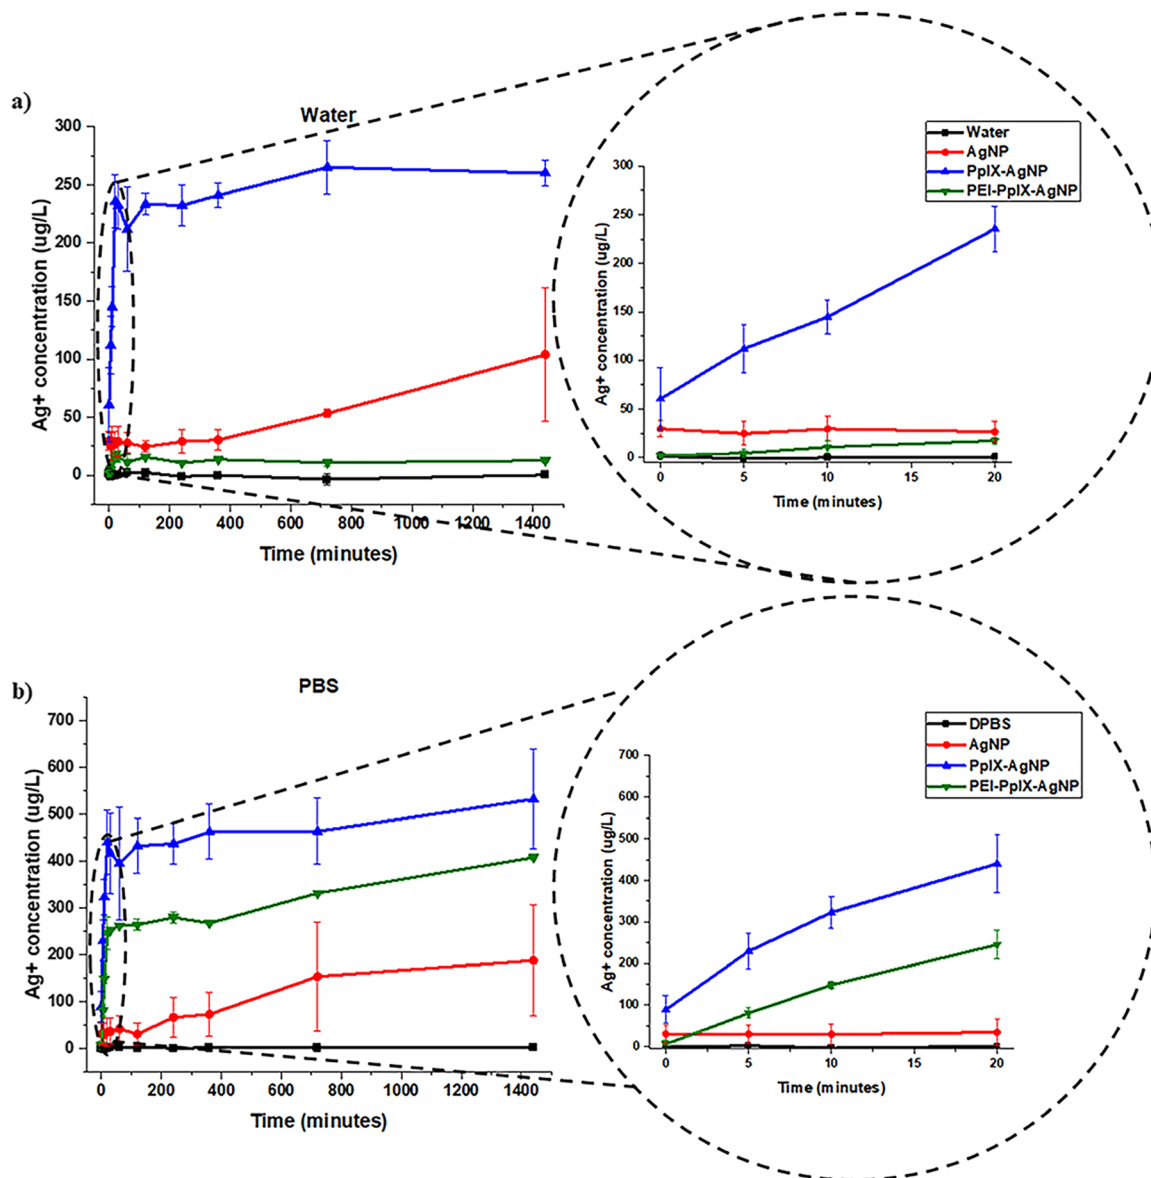 a)
Water
Ag+ concentration (ug/L)
300
250
200
150
100
50
0
0 200 400 600 800 1000 1200 1400
Time (minutes)
Water
AgNP
PpIX-AgNP
PEI-PpIX-AgNP
Ag+ concentration (ug/L)
300
250
200
150
100
50
0
0 5 10 15 20
Time (minutes)
b)
PBS
Ag+ concentration (ug/L)
700
600
500
400
300
200
100
0
0 200 400 600 800 1000 1200 1400
Time (minutes)
DPBS
AgNP
PpIX-AgNP
PEI-PpIX-AgNP
Ag+ concentration (ug/L)
700
600
500
400
300
200
100
0
0 5 10 15 20
Time (minutes)